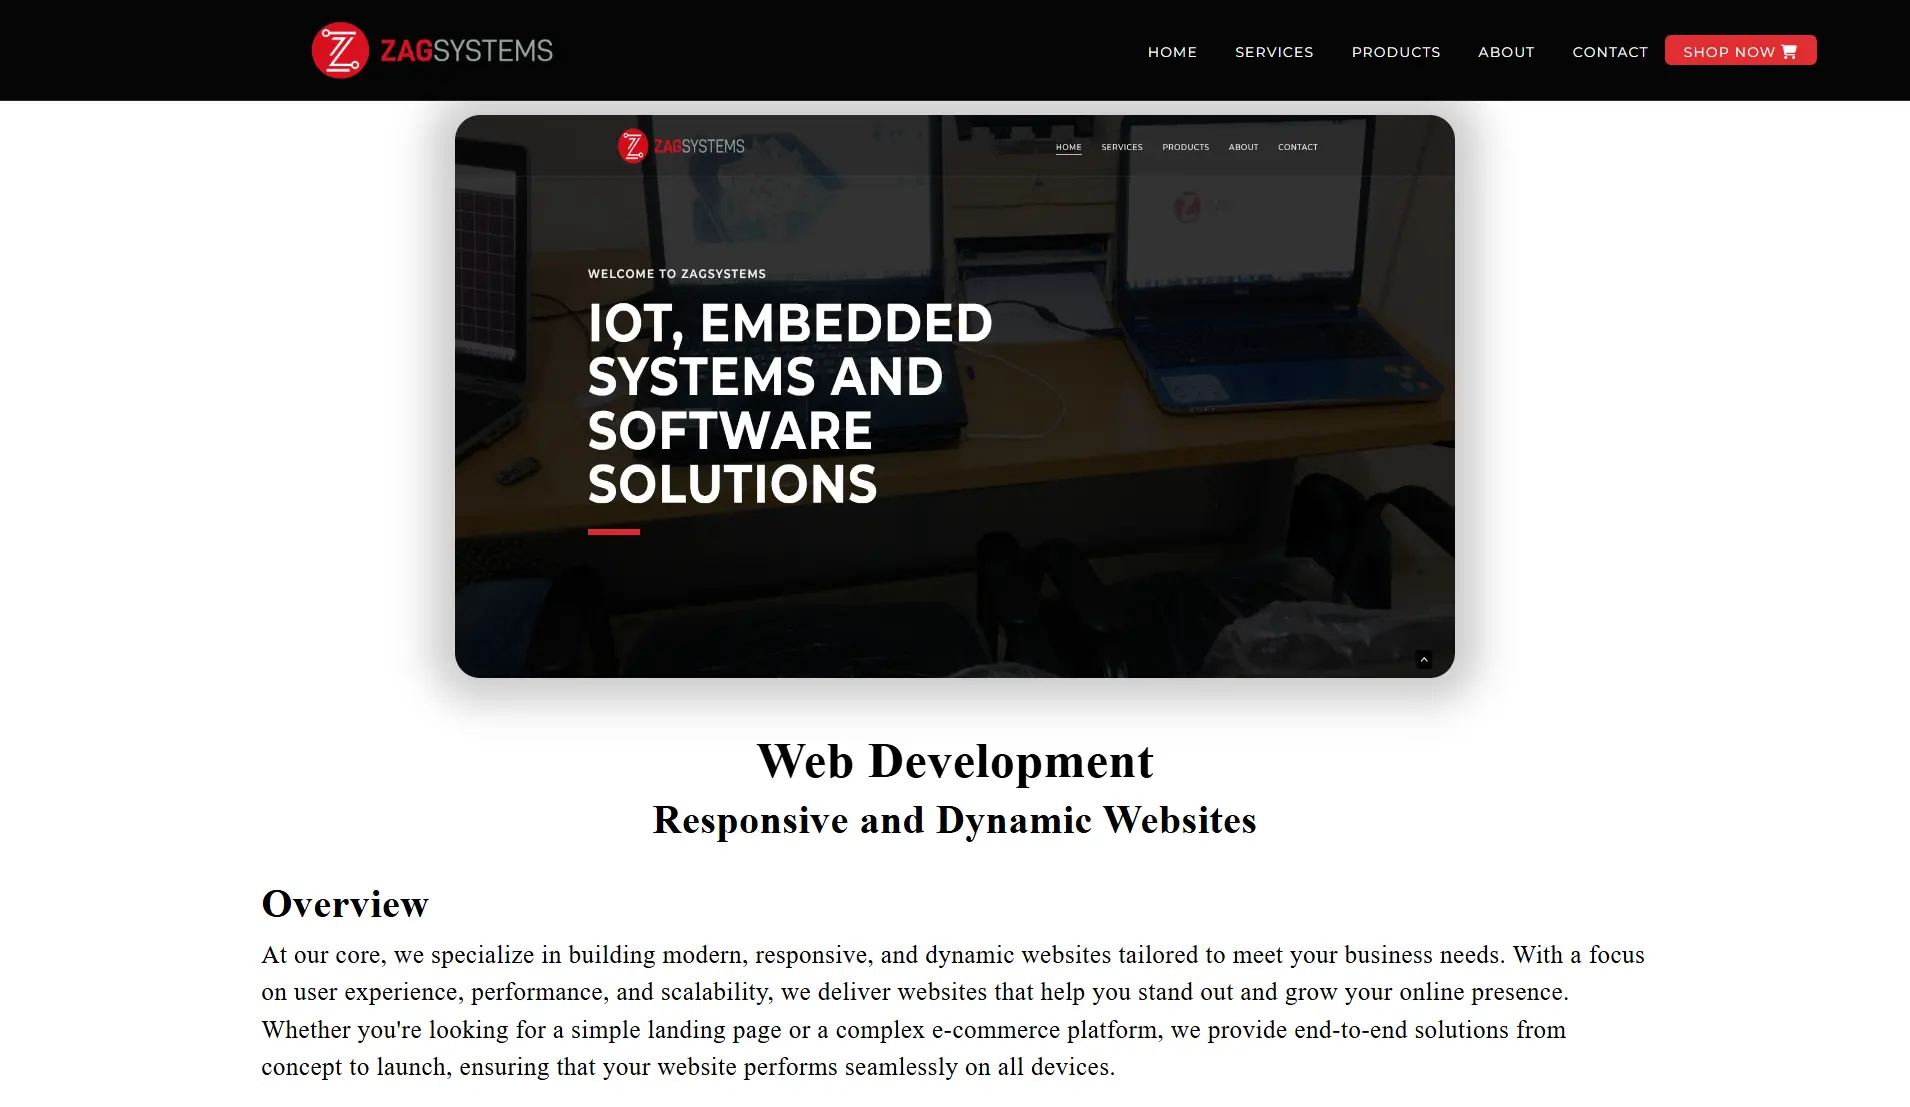 ZAGSYSTEMS
HOME SERVICES PRODUCTS ABOUT CONTACT SHOP NOW
ZAGSYSTEMS
HOME SERVICES PRODUCTS ABOUT CONTACT
WELCOME TO ZAGSYSTEMS
IOT, EMBEDDED
SYSTEMS AND
SOFTWARE
SOLUTIONS
Web Development
Responsive and Dynamic Websites
Overview
At our core, we specialize in building modern, responsive, and dynamic websites tailored to meet your business needs. With a focus
on user experience, performance, and scalability, we deliver websites that help you stand out and grow your online presence.
Whether you're looking for a simple landing page or a complex e-commerce platform, we provide end-to-end solutions from
concept to launch, ensuring that your website performs seamlessly on all devices.